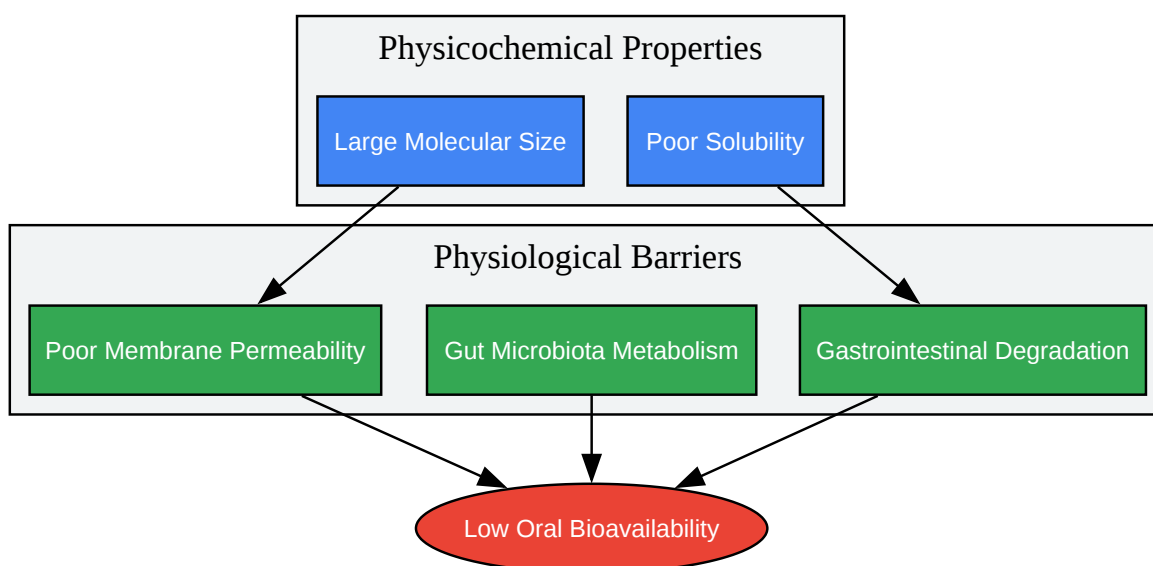 Physicochemical Properties
Large Molecular Size
Poor Solubility
Physiological Barriers
Poor Membrane Permeability
Gut Microbiota Metabolism
Gastrointestinal Degradation
Low Oral Bioavailability